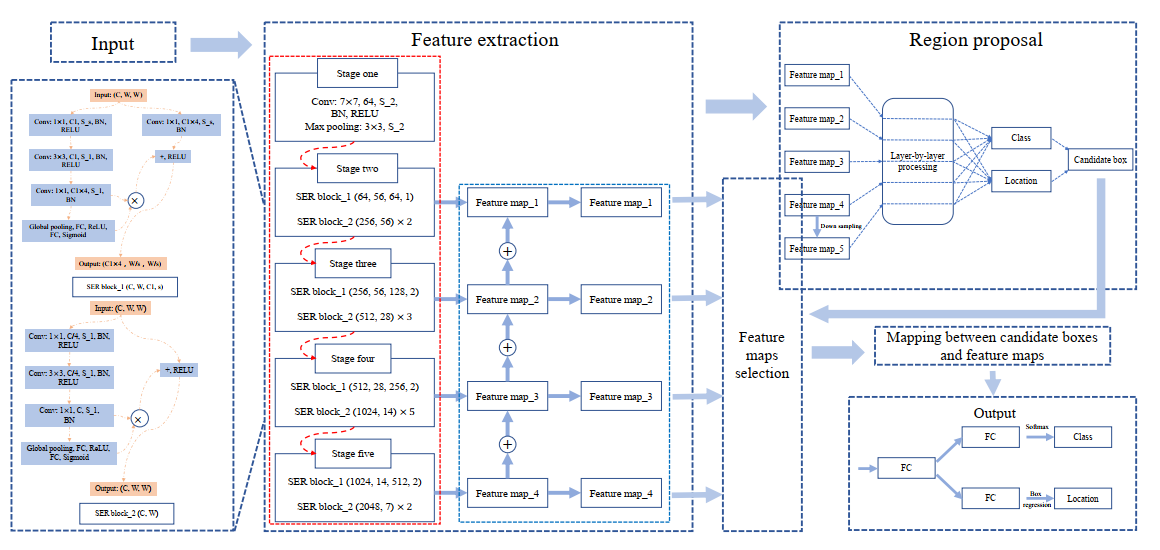 Input
Input: (C, W, W)
Conv: 1×1, C1, S_s, BN,
RELU
Conv: 1×1, C1×4, S_s,
BN
Conv: 3×3, C1, S_1, BN,
RELU
+, RELU
Conv: 1×1, C1×4, S_1,
BN
×
Global pooling, FC, ReLU,
FC, Sigmoid
Output: (C1×4 , W/s , W/s)
SER block_1 (C, W, C1, s)
Input: (C, W, W)
Conv: 1×1, C/4, S_1, BN,
RELU
Conv: 3×3, C/4, S_1, BN,
RELU
+, RELU
Conv: 1×1, C, S_1,
BN
×
Global pooling, FC, ReLU,
FC, Sigmoid
Output: (C, W, W)
SER block_2 (C, W)
Feature extraction
Stage one
Conv: 7×7, 64, S_2,
BN, RELU
Max pooling: 3×3, S_2
Stage two
SER block_1 (64, 56, 64, 1)
SER block_2 (256, 56) × 2
Stage three
SER block_1 (256, 56, 128, 2)
SER block_2 (512, 28) × 3
Stage four
SER block_1 (512, 28, 256, 2)
SER block_2 (1024, 14) × 5
Stage five
SER block_1 (1024, 14, 512, 2)
SER block_2 (2048, 7) × 2
Feature map_1
Feature map_1
+
Feature map_2
Feature map_2
+
Feature map_3
Feature map_3
+
Feature map_4
Feature map_4
Feature
maps
selection
Region proposal
Feature map_1
Feature map_2
Feature map_3
Feature map_4
Down sampling
Feature map_5
Layer-by-layer
processing
Class
Location
Candidate box
Mapping between candidate boxes
and feature maps
Output
FC
FC
Softmax
Class
FC
Box
regression
Location